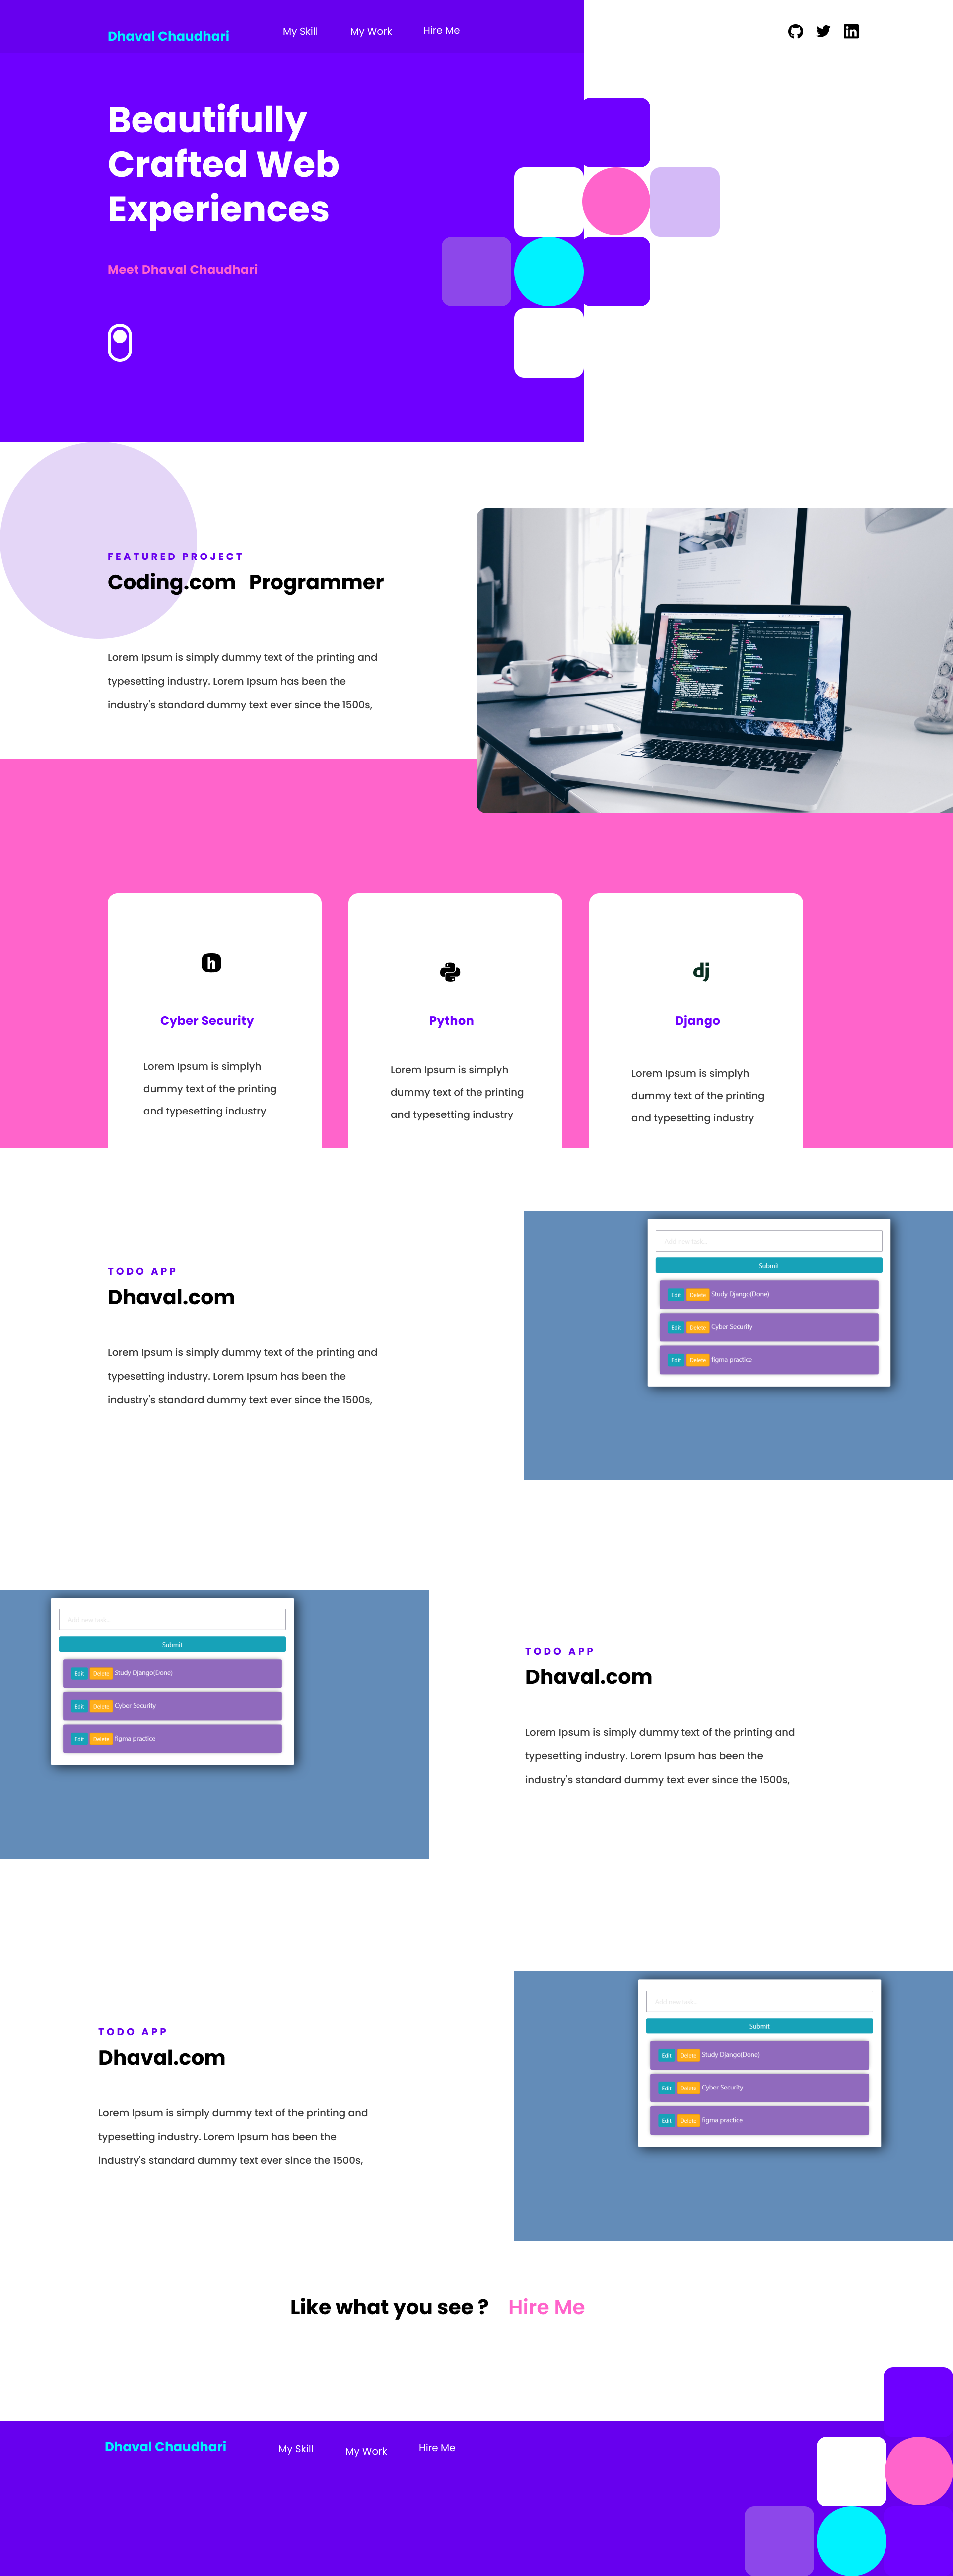 Dhaval Chaudhari
My Skill
My Work
Hire Me
Beautifully
Crafted Web
Experiences
Meet Dhaval Chaudhari
FEATURED PROJECT
Coding.com Programmer
Lorem Ipsum is simply dummy text of the printing and
typesetting industry. Lorem Ipsum has been the
industry's standard dummy text ever since the 1500s,
h
Cyber Security
Lorem Ipsum is simplyh
dummy text of the printing
and typesetting industry
Python
Lorem Ipsum is simplyh
dummy text of the printing
and typesetting industry
dj
Django
Lorem Ipsum is simplyh
dummy text of the printing
and typesetting industry
TODO APP
Dhaval.com
Lorem Ipsum is simply dummy text of the printing and
typesetting industry. Lorem Ipsum has been the
industry's standard dummy text ever since the 1500s,
Add new task...
Submit
Edit Delete Study Django(Done)
Edit Delete Cyber Security
Edit Delete figma practice
Add new task...
Submit
Edit Delete Study Django(Done)
Edit Delete Cyber Security
Edit Delete figma practice
TODO APP
Dhaval.com
Lorem Ipsum is simply dummy text of the printing and
typesetting industry. Lorem Ipsum has been the
industry's standard dummy text ever since the 1500s,
TODO APP
Dhaval.com
Lorem Ipsum is simply dummy text of the printing and
typesetting industry. Lorem Ipsum has been the
industry's standard dummy text ever since the 1500s,
Add new task...
Submit
Edit Delete Study Django(Done)
Edit Delete Cyber Security
Edit Delete figma practice
Like what you see ? Hire Me
Dhaval Chaudhari
My Skill
My Work
Hire Me